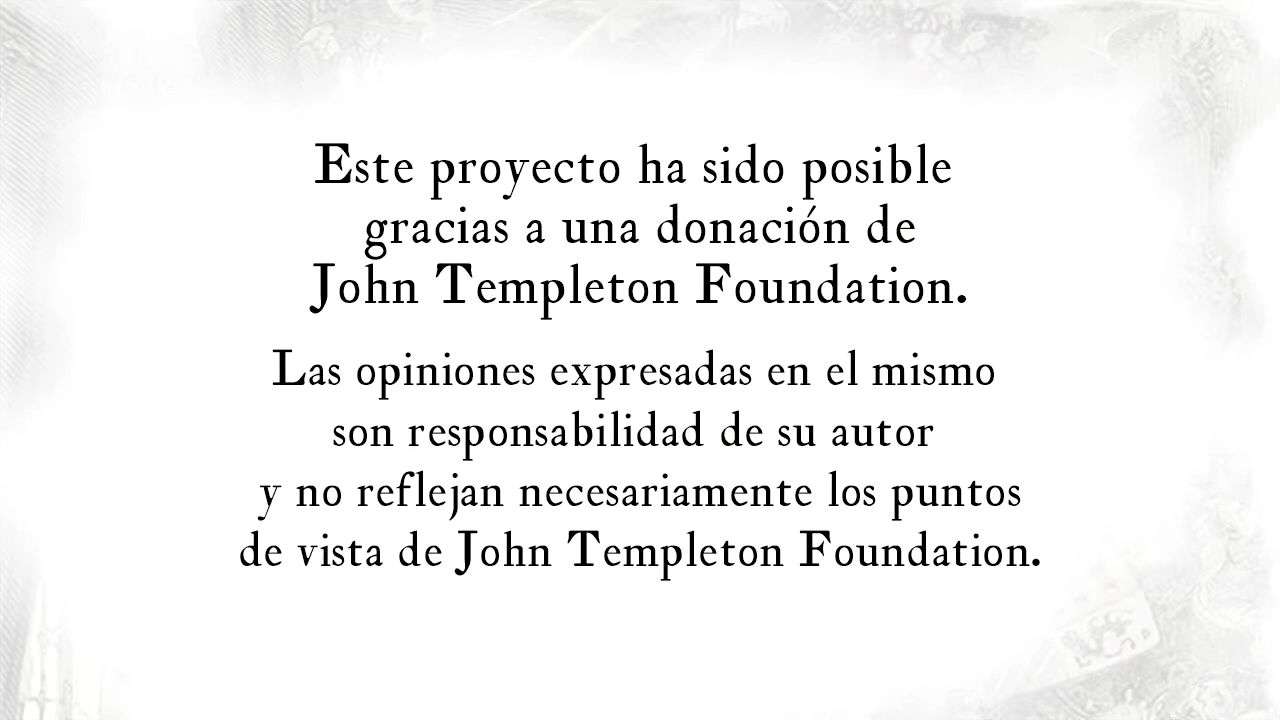 Este proyecto ha sido posible
gracias a una donación de
John Templeton Foundation.
Las opiniones expresadas en el mismo
son responsabilidad de su autor
y no reflejan necesariamente los puntos
de vista de John Templeton Foundation.